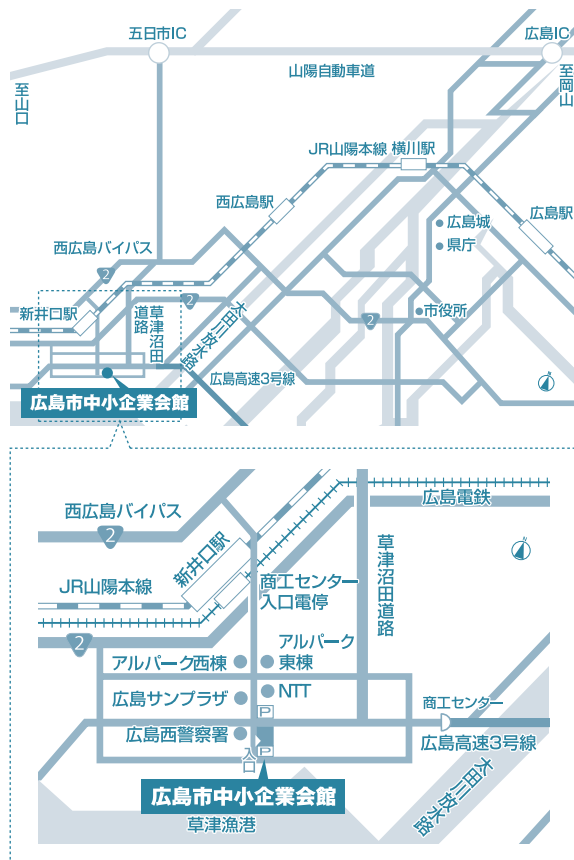 五日市IC
広島IC
山陽自動車道
至山口
至岡山
JR山陽本線
横川駅
西広島駅
広島城
広島駅
県庁
西広島バイパス
2
新井口駅
草津沼田
道路
2
太田川放水路
市役所
2
広島高速3号線
広島市中小企業会館
N
西広島バイパス
2
広島電鉄
新井口駅
草津沼田道路
N
JR山陽本線
商工センター
入口電停
2
アルパーク
東棟
アルパーク西棟
広島サンプラザ
NTT
P
商工センター
広島西警察署
広島高速3号線
P
入口
太田川放水路
広島市中小企業会館
草津漁港